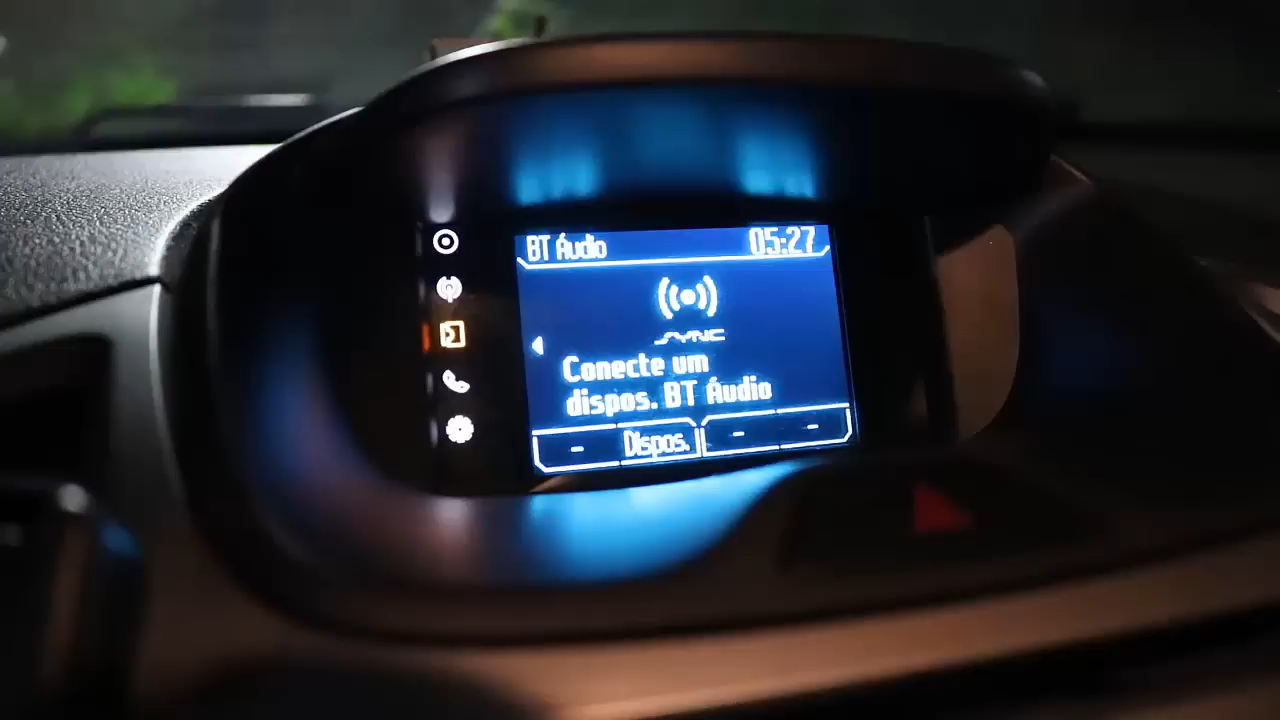 BT Áudio 05:27
SYNC
Conecte um
dispos. BT Áudio
- Dispos. - -